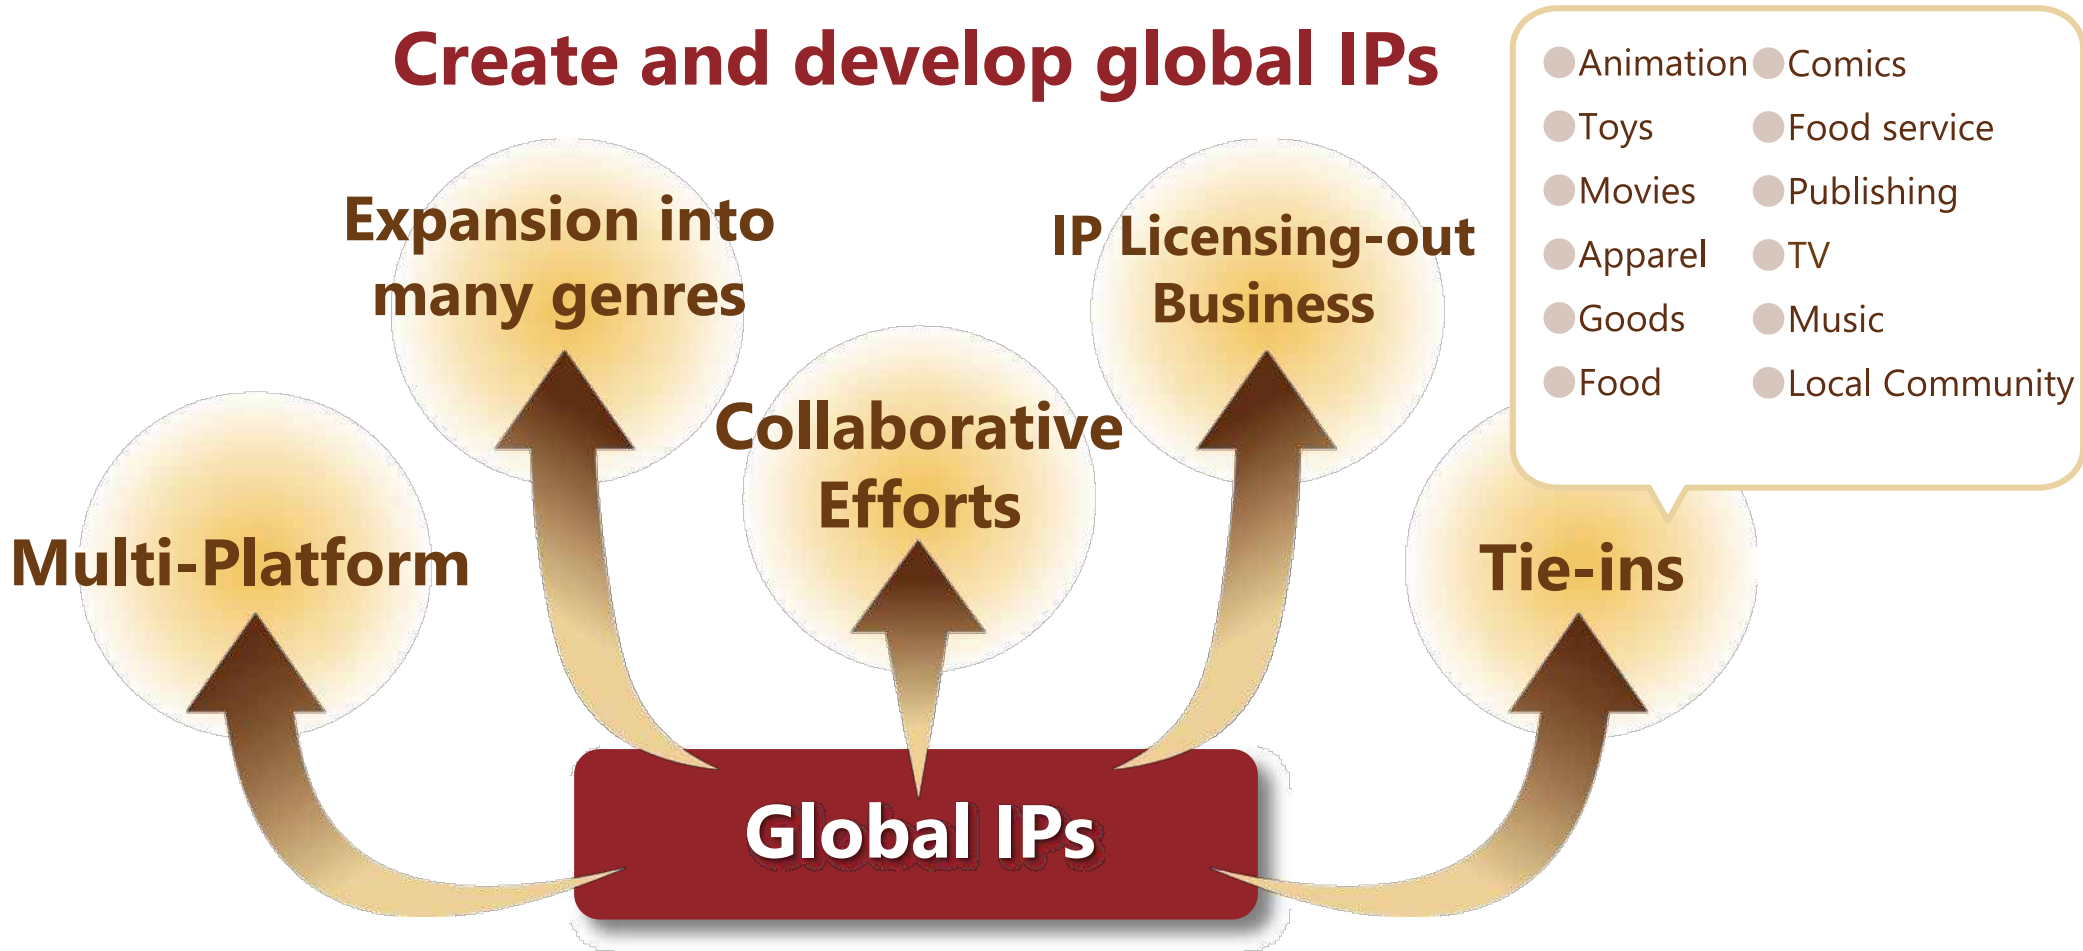 Create and develop global IPs
Animation
Comics
Toys
Food service
Movies
Publishing
Apparel
TV
Goods
Music
Food
Local Community
Expansion into
many genres
IP Licensing-out
Business
Collaborative
Efforts
Multi-Platform
Tie-ins
Global IPs